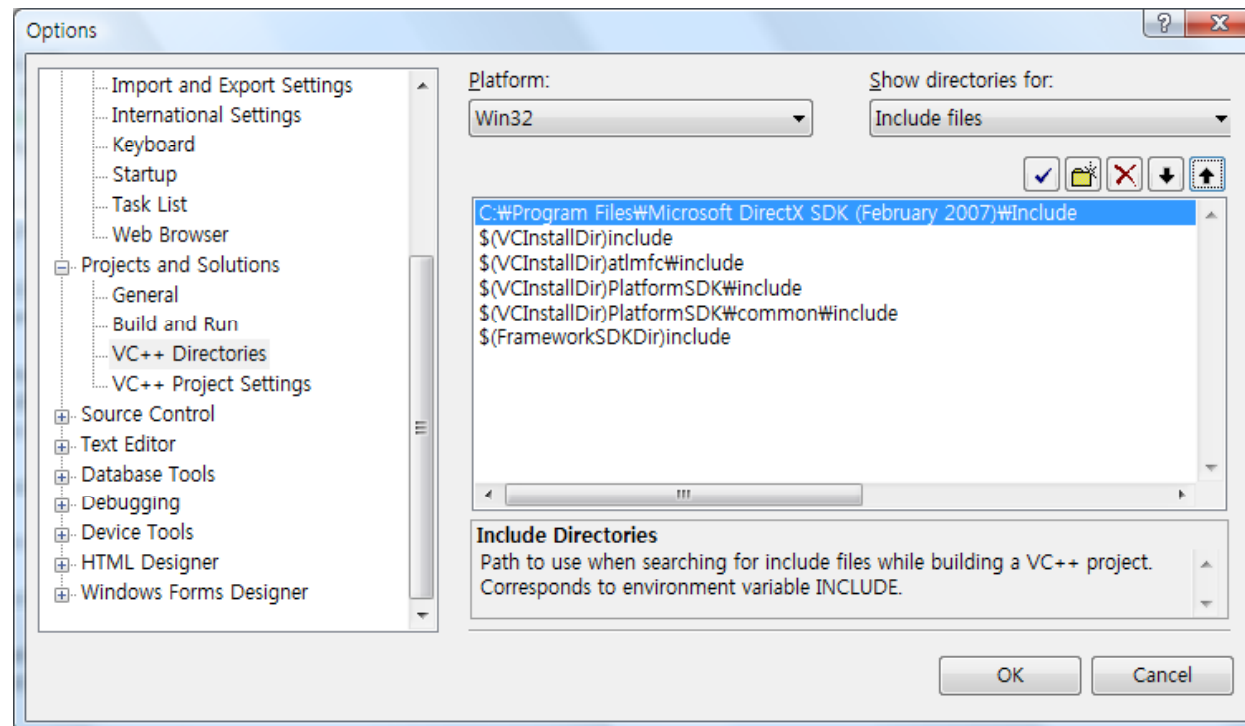 Options
Import and Export Settings
International Settings
Keyboard
Startup
Task List
Web Browser
Projects and Solutions
General
Build and Run
VC++ Directories
VC++ Project Settings
Source Control
Text Editor
Database Tools
Debugging
Device Tools
HTML Designer
Windows Forms Designer
Platform:
Win32
Show directories for:
Include files
C:₩Program Files₩Microsoft DirectX SDK (February 2007)₩Include
$(VCInstallDir)include
$(VCInstallDir)atlmfc₩include
$(VCInstallDir)PlatformSDK₩include
$(VCInstallDir)PlatformSDK₩common₩include
$(FrameworkSDKDir)include
Include Directories
Path to use when searching for include files while building a VC++ project.
Corresponds to environment variable INCLUDE.
OK
Cancel